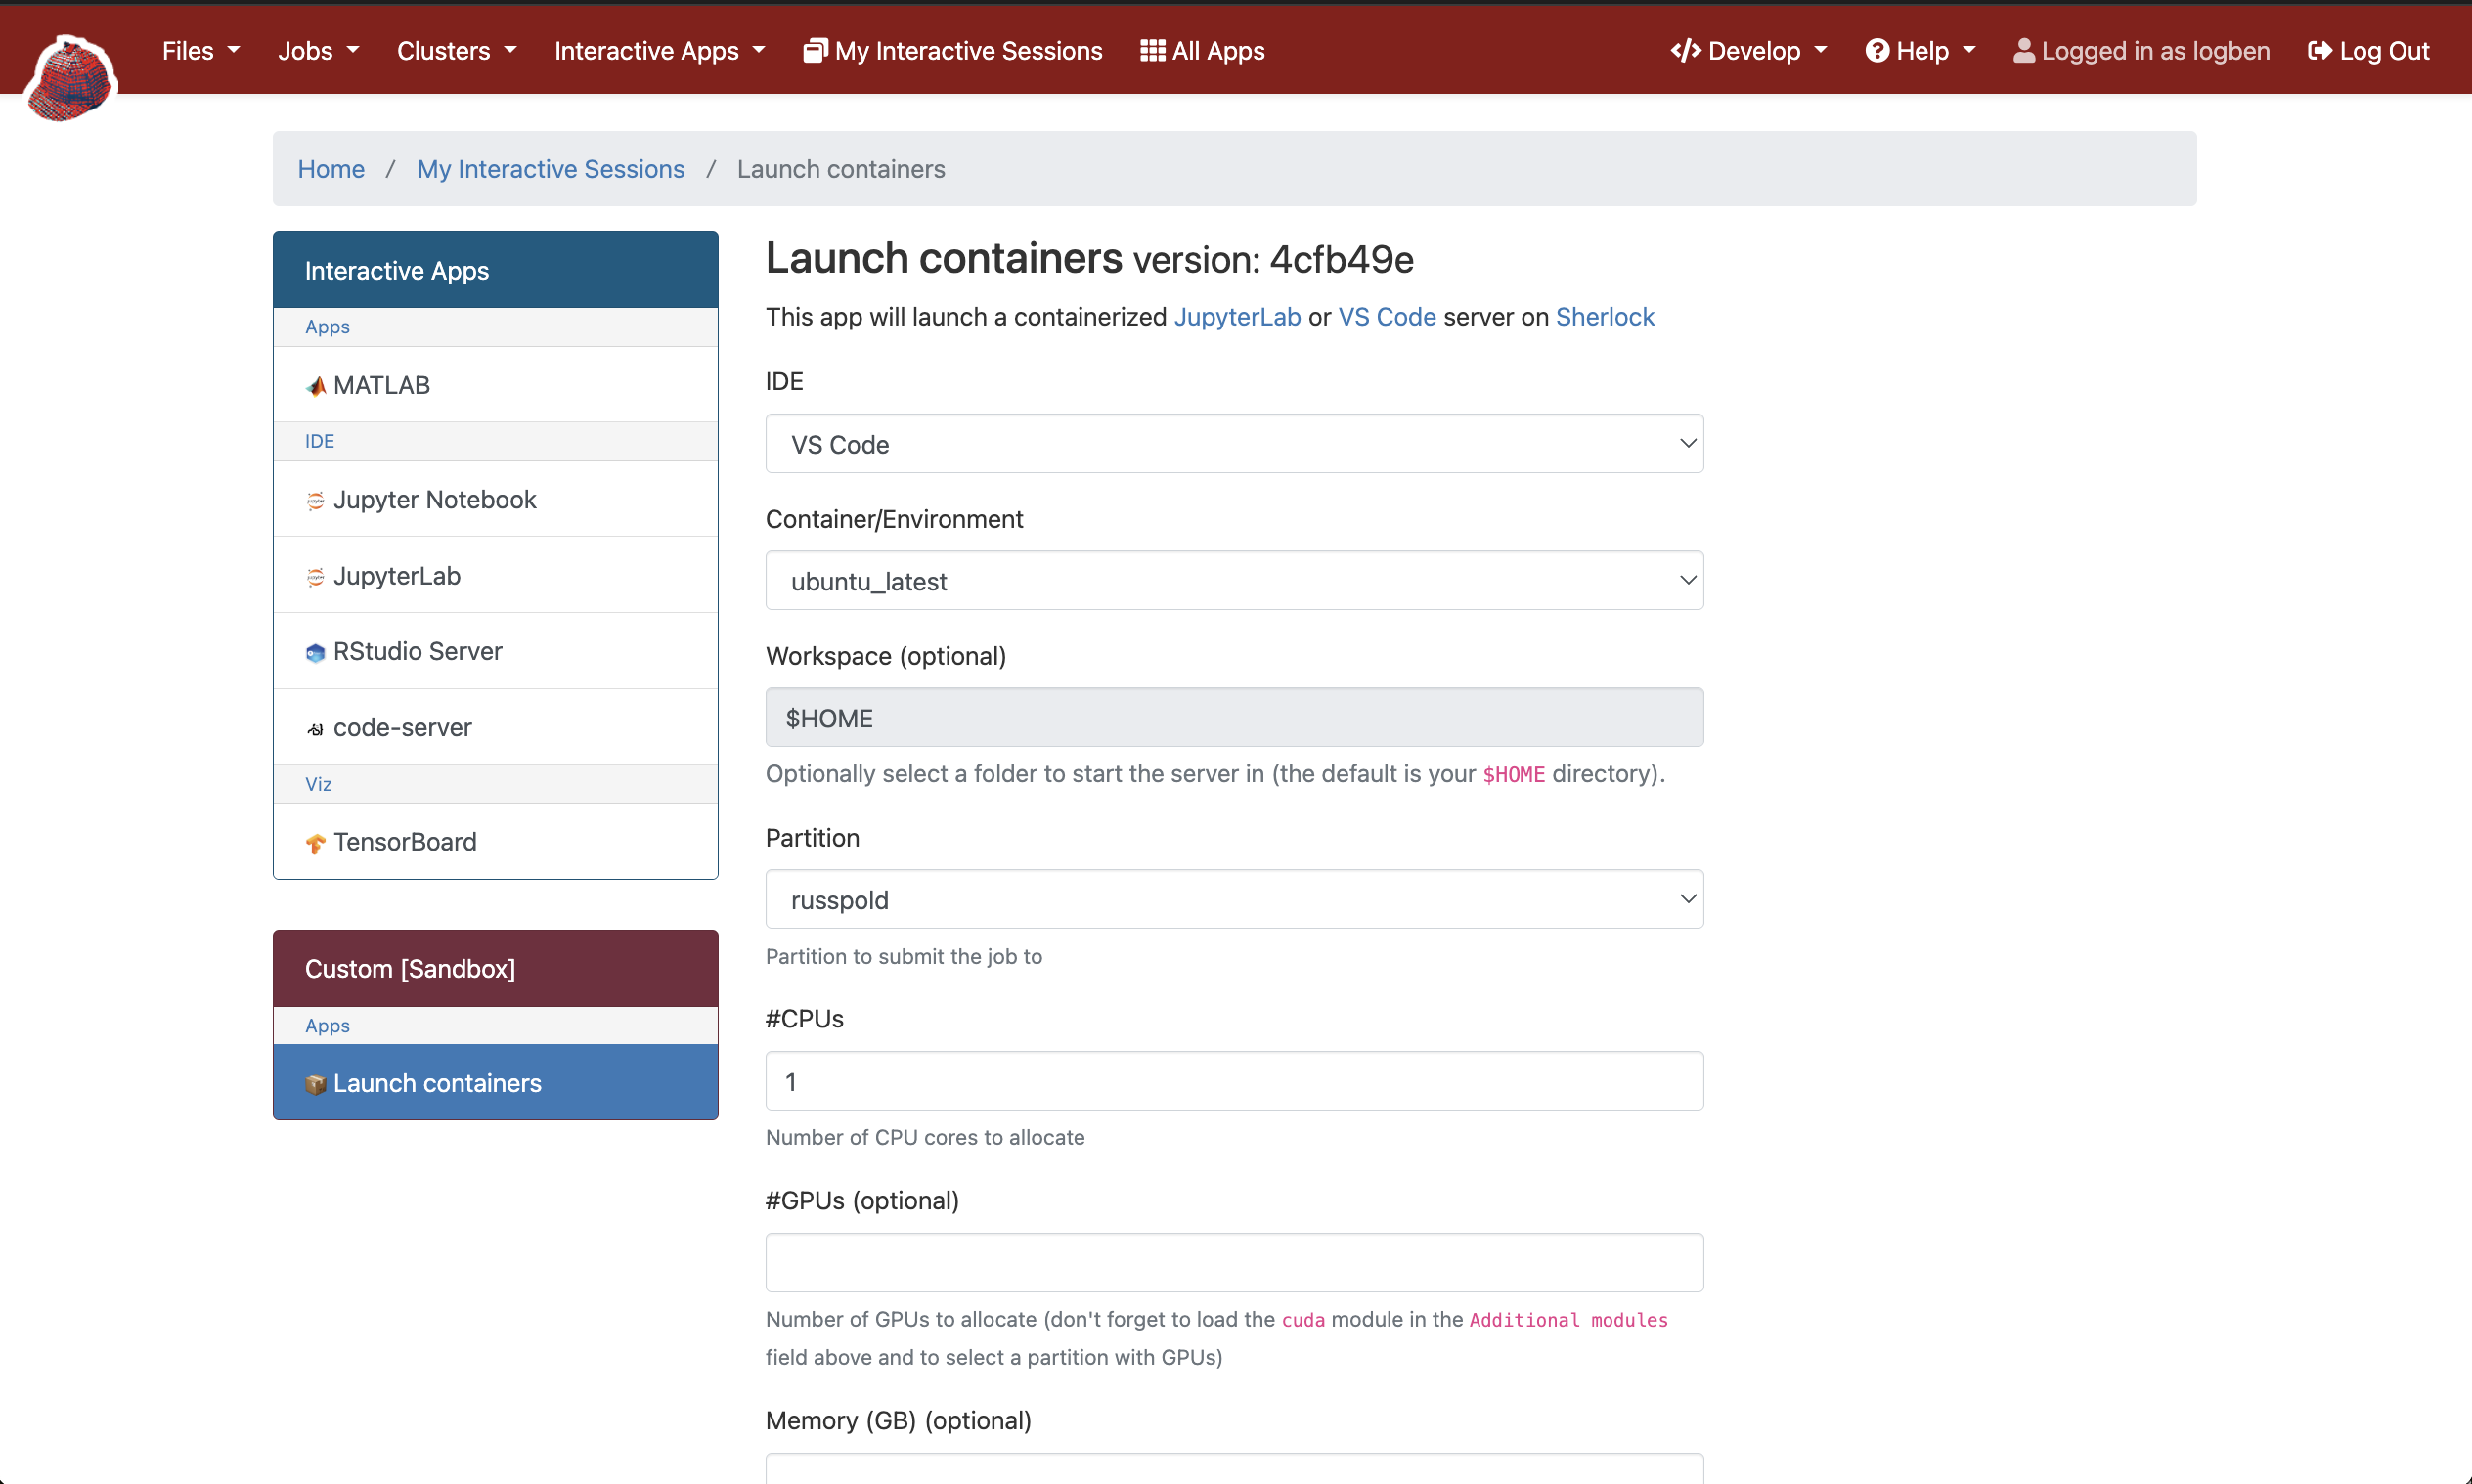 Files Jobs Clusters Interactive Apps My Interactive Sessions All Apps Develop Help Logged in as logben Log Out
Home / My Interactive Sessions / Launch containers
Interactive Apps
Apps
MATLAB
IDE
Jupyter Notebook
JupyterLab
RStudio Server
code-server
Viz
TensorBoard
Custom [Sandbox]
Apps
Launch containers
Launch containers version: 4cfb49e
This app will launch a containerized JupyterLab or VS Code server on Sherlock
IDE
VS Code
Container/Environment
ubuntu_latest
Workspace (optional)
$HOME
Optionally select a folder to start the server in (the default is your $HOME directory).
Partition
russpold
Partition to submit the job to
#CPUs
1
Number of CPU cores to allocate
#GPUs (optional)
Number of GPUs to allocate (don't forget to load the cuda module in the Additional modules
field above and to select a partition with GPUs)
Memory (GB) (optional)